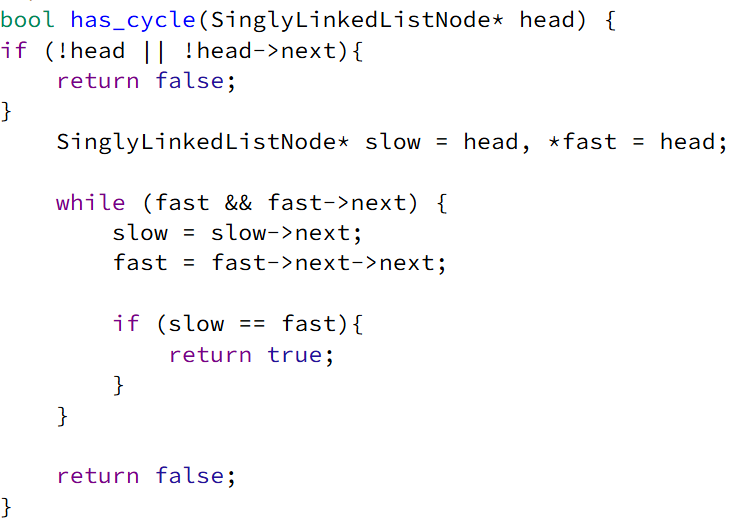 bool has_cycle(SinglyLinkedListNode* head) {
if (!head || !head->next){
    return false;
}
    SinglyLinkedListNode* slow = head, *fast = head;

    while (fast && fast->next) {
        slow = slow->next;
        fast = fast->next->next;

        if (slow == fast){
            return true;
        }
    }

    return false;
}